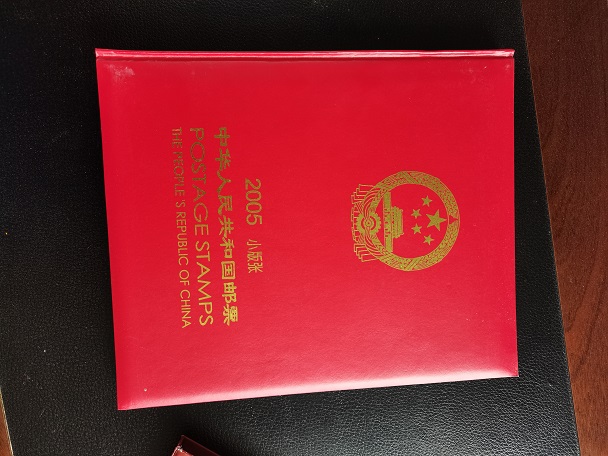 2005 小版张
中华人民共和国邮票
POSTAGE STAMPS
THE PEOPLE'S REPUBLIC OF CHINA